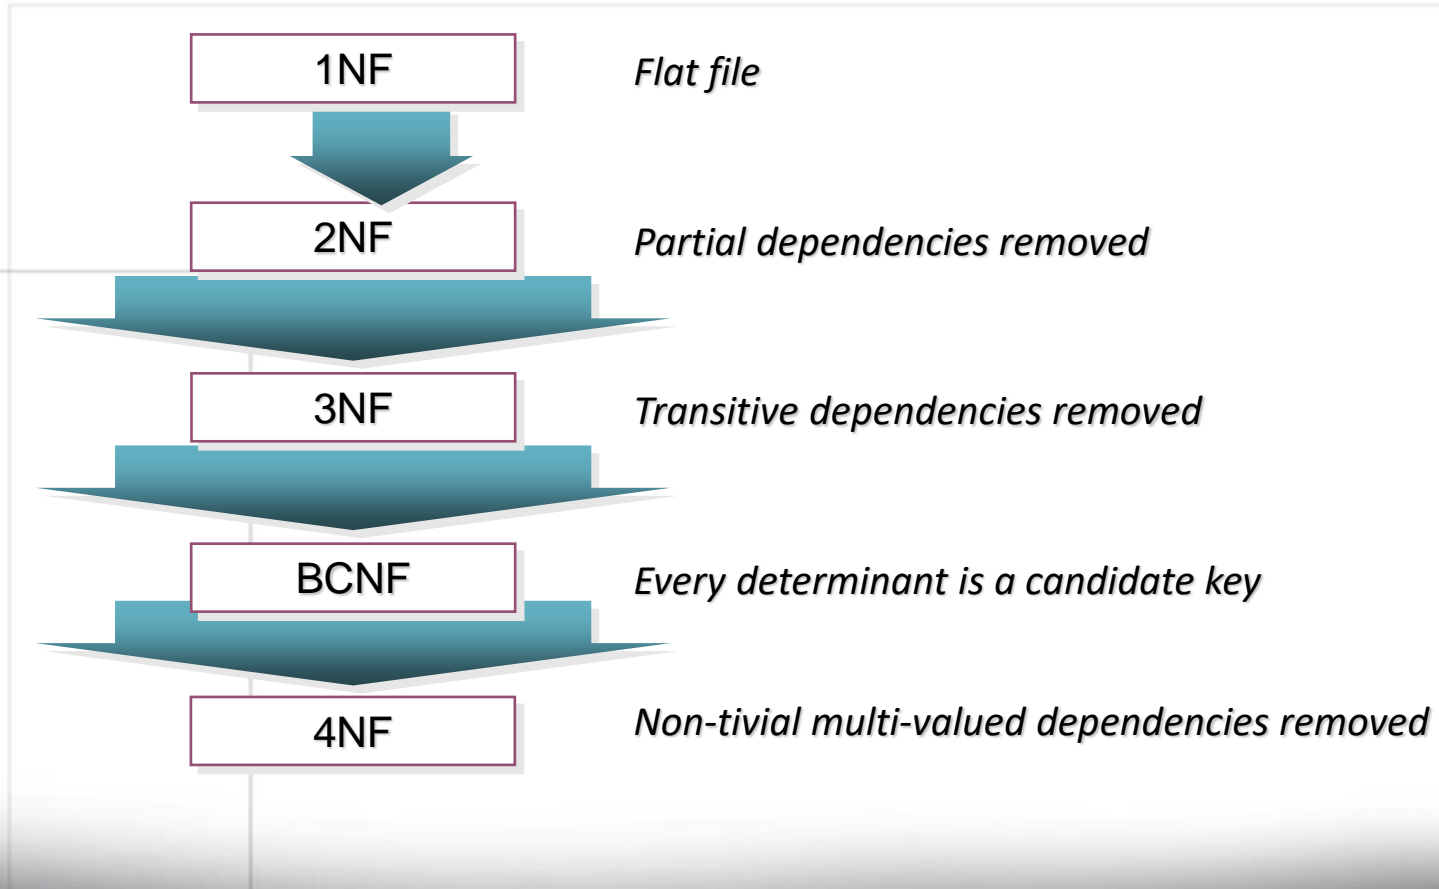 1NF
Flat file
2NF
Partial dependencies removed
3NF
Transitive dependencies removed
BCNF
Every determinant is a candidate key
4NF
Non-tivial multi-valued dependencies removed